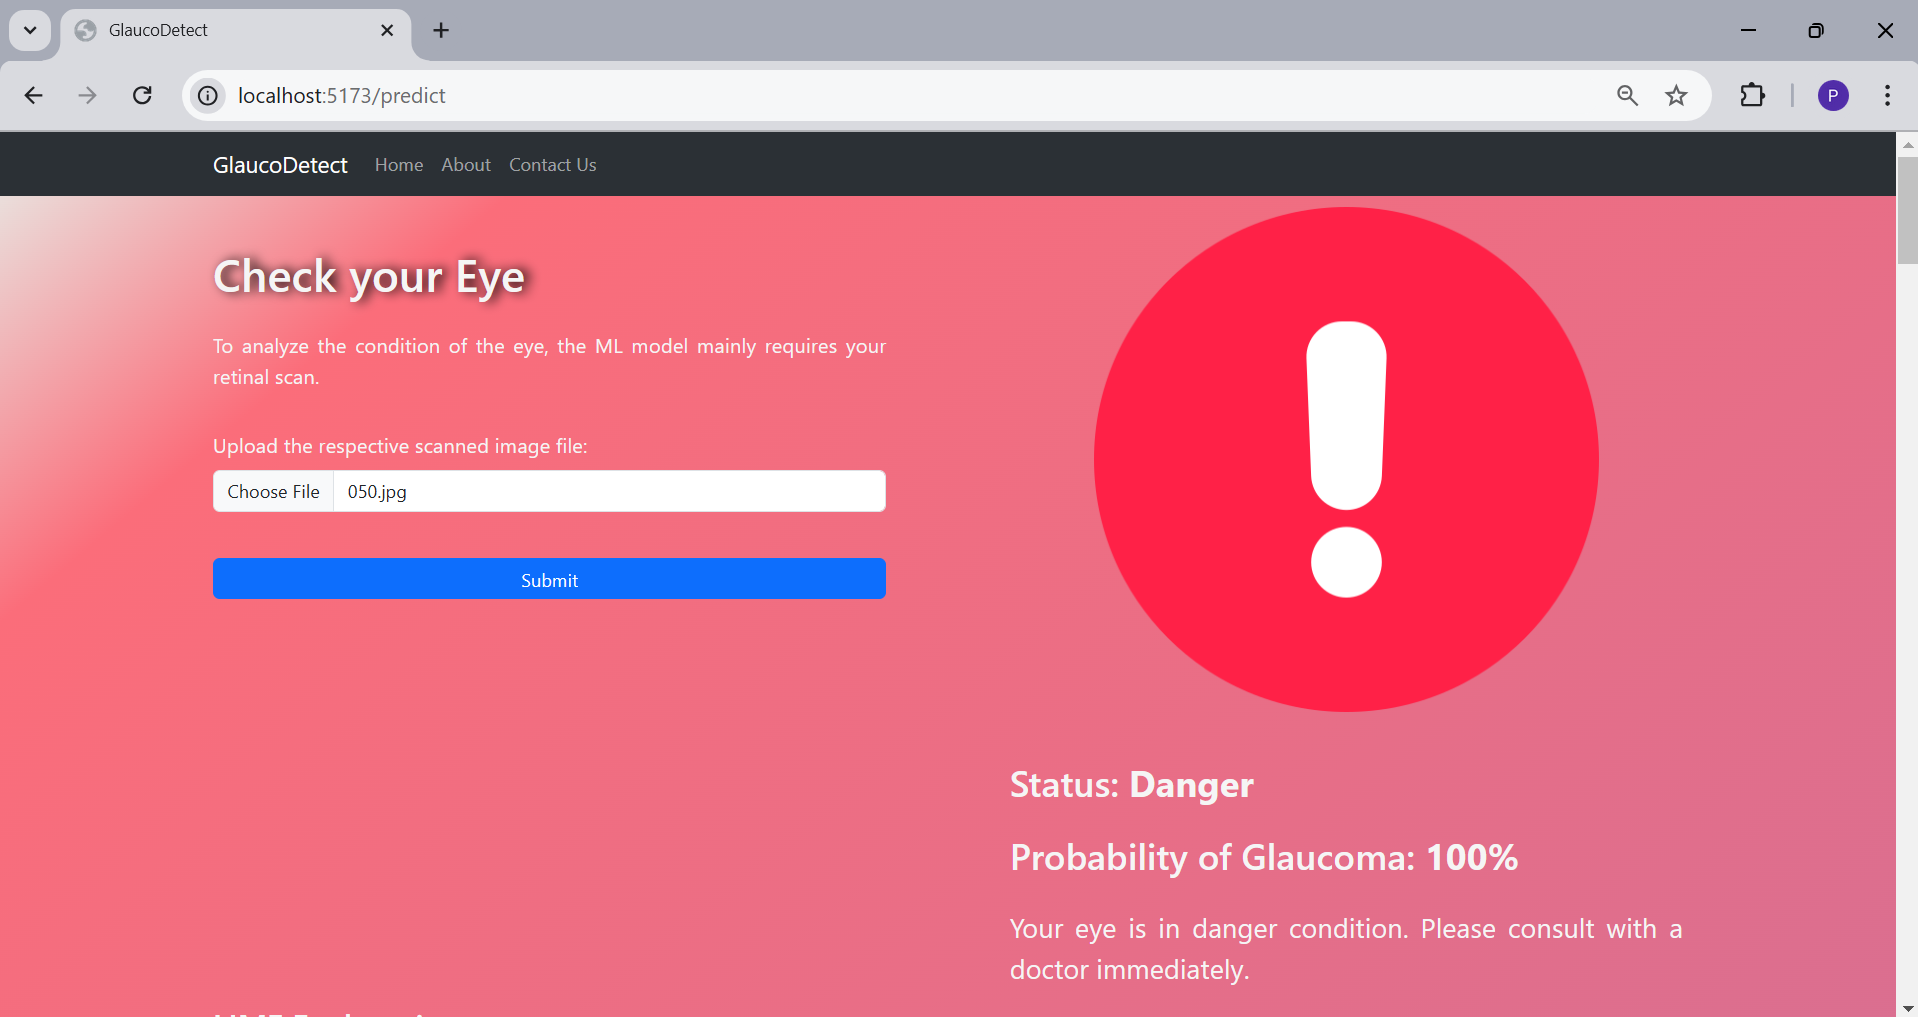 GlaucoDetect
localhost:5173/predict
P
GlaucoDetect Home About Contact Us
Check your Eye
To analyze the condition of the eye, the ML model mainly requires your
retinal scan.
Upload the respective scanned image file:
Choose File 050.jpg
Submit
Status: Danger
Probability of Glaucoma: 100%
Your eye is in danger condition. Please consult with a
doctor immediately.